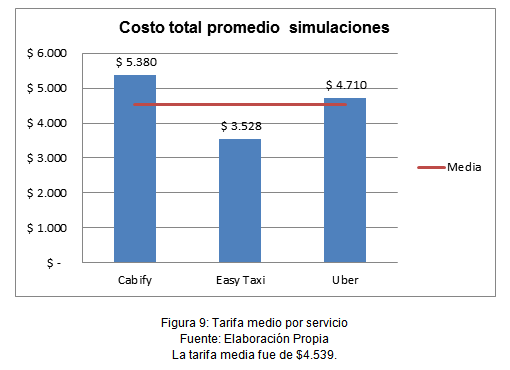 Costo total promedio  simulaciones
$ 6.000
$ 5.000
$ 4.000
$ 3.000
$ 2.000
$ 1.000
$ -
$ 5.380
$ 3.528
$ 4.710
Cabify
Easy Taxi
Uber
Media
Figura 9: Tarifa medio por servicio
Fuente: Elaboración Propia
La tarifa media fue de $4.539.